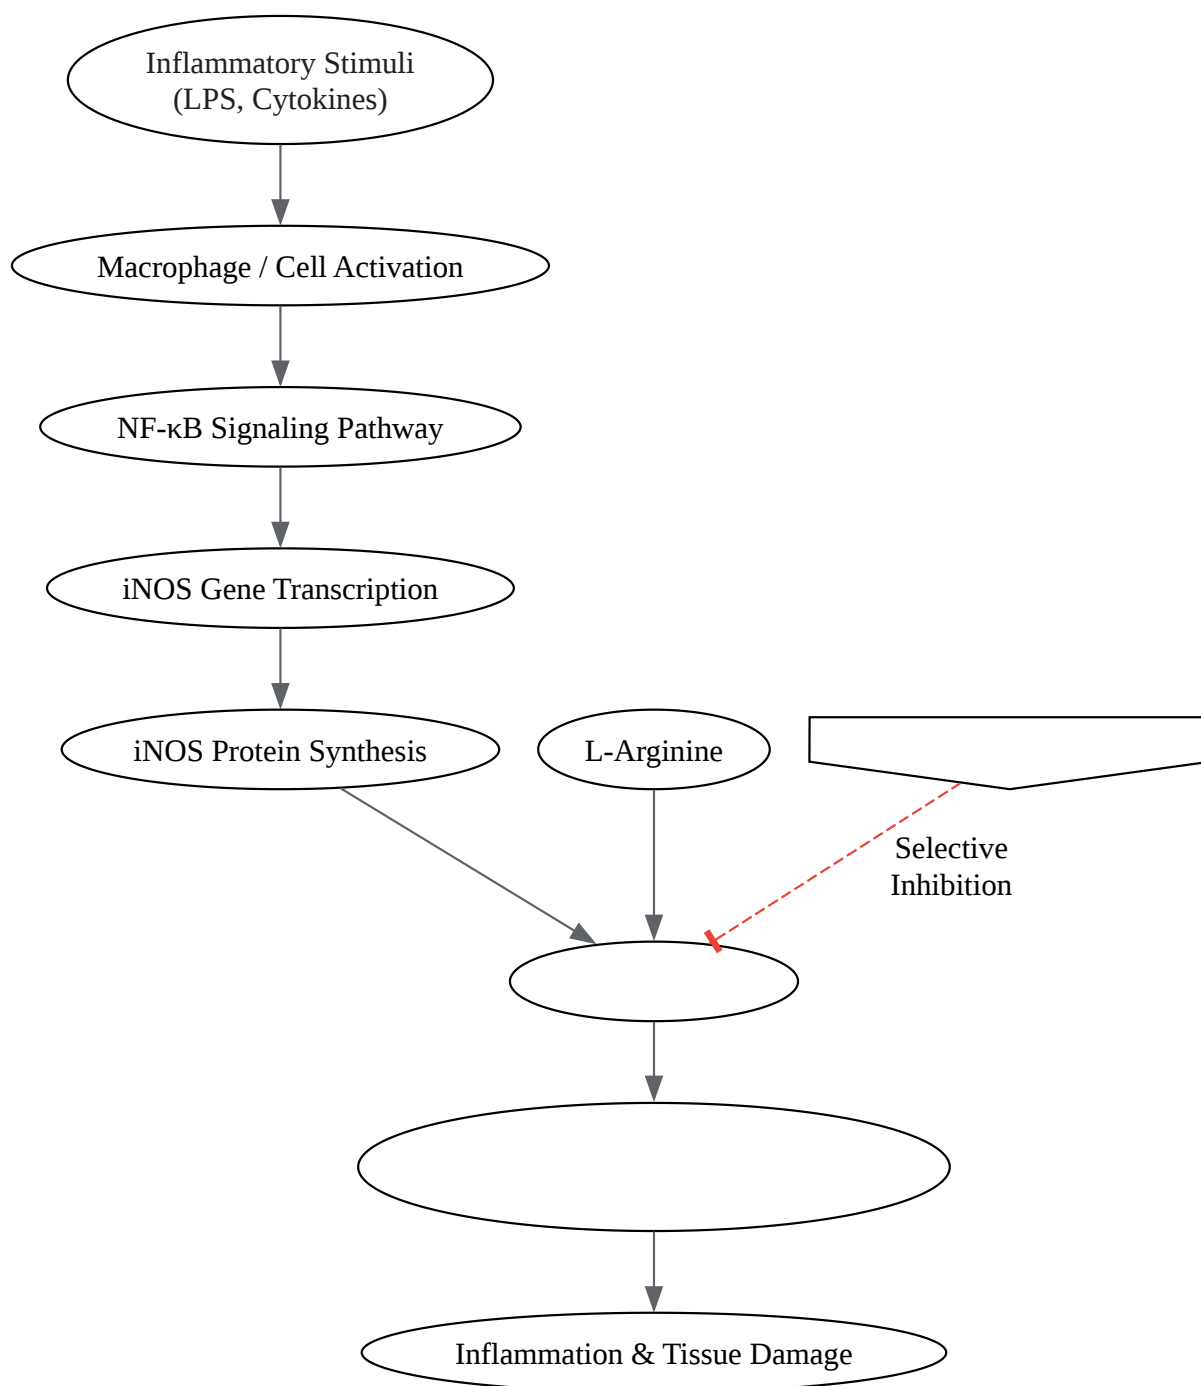 Inflammatory Stimuli
(LPS, Cytokines)
Macrophage / Cell Activation
NF-κB Signaling Pathway
iNOS Gene Transcription
iNOS Protein Synthesis
L-Arginine
Selective
Inhibition
Inflammation & Tissue Damage